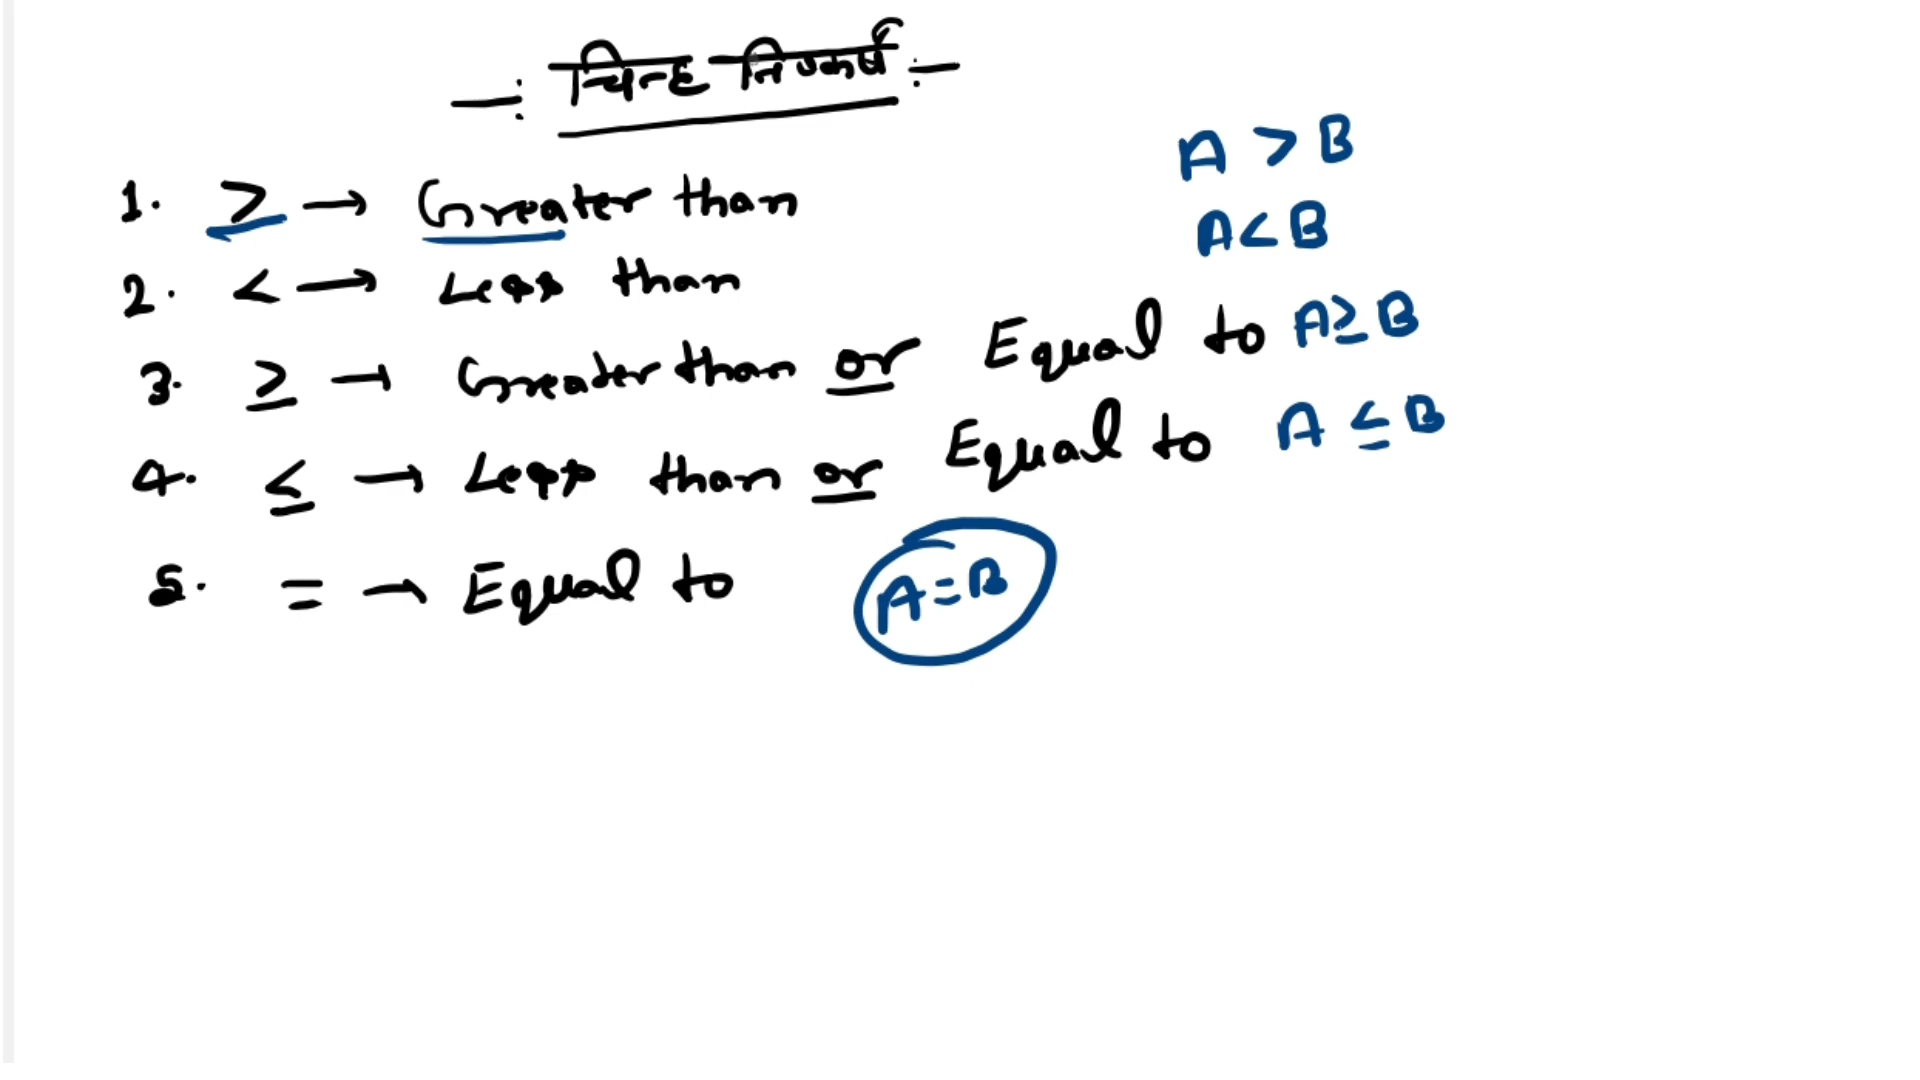 —: चिन्ह निष्कर्ष :—
1. > → Greater than A > B
2. < → Less than A < B
3. ≥ → Greater than or Equal to A ≥ B
4. ≤ → Less than or Equal to A ≤ B
5. = → Equal to A = B